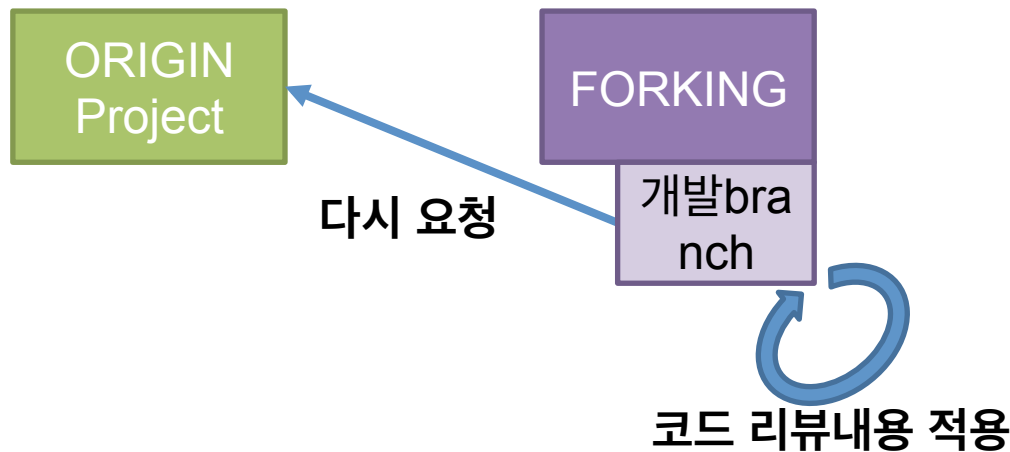 ORIGIN
Project
FORKING
개발bra
nch
다시 요청
코드 리뷰내용 적용